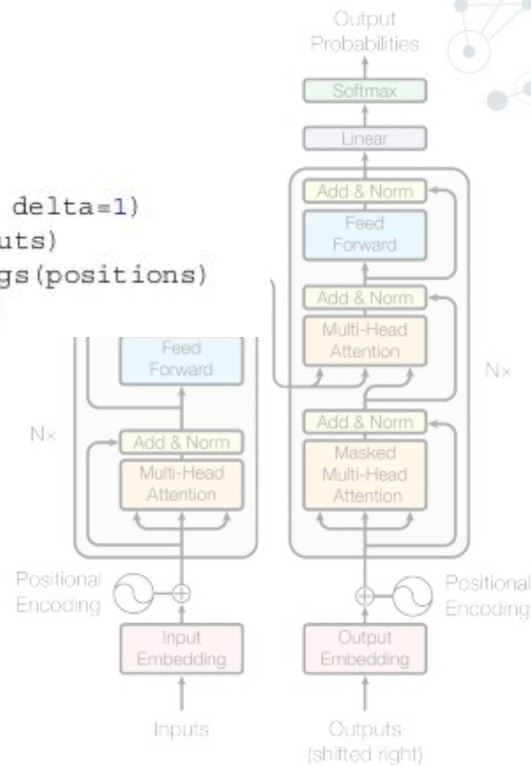 Output
Probabilities
Softmax
Linear
Add & Norm
Feed
Forward
Add & Norm
Multi-Head
Attention
Nx
Add & Norm
Masked
Multi-Head
Attention
Positional
Encoding
Output
Embedding
Outputs
(shifted right)
delta=1)
uts)
gs(positions)
Feed
Forward
Nx
Add & Norm
Multi-Head
Attention
Positional
Encoding
Input
Embedding
Inputs